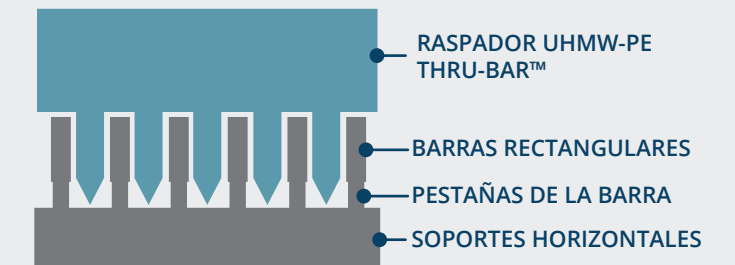 RASPADOR UHMW-PE
THRU-BAR™
BARRAS RECTANGULARES
PESTAÑAS DE LA BARRA
SOPORTES HORIZONTALES